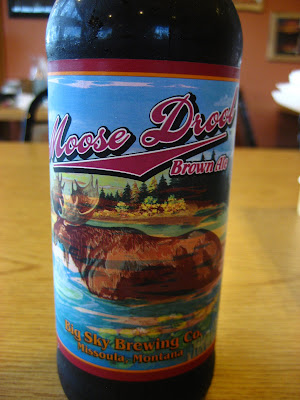 Moose Drool
Brown Ale
Big Sky Brewing Co.
Missoula - Montana